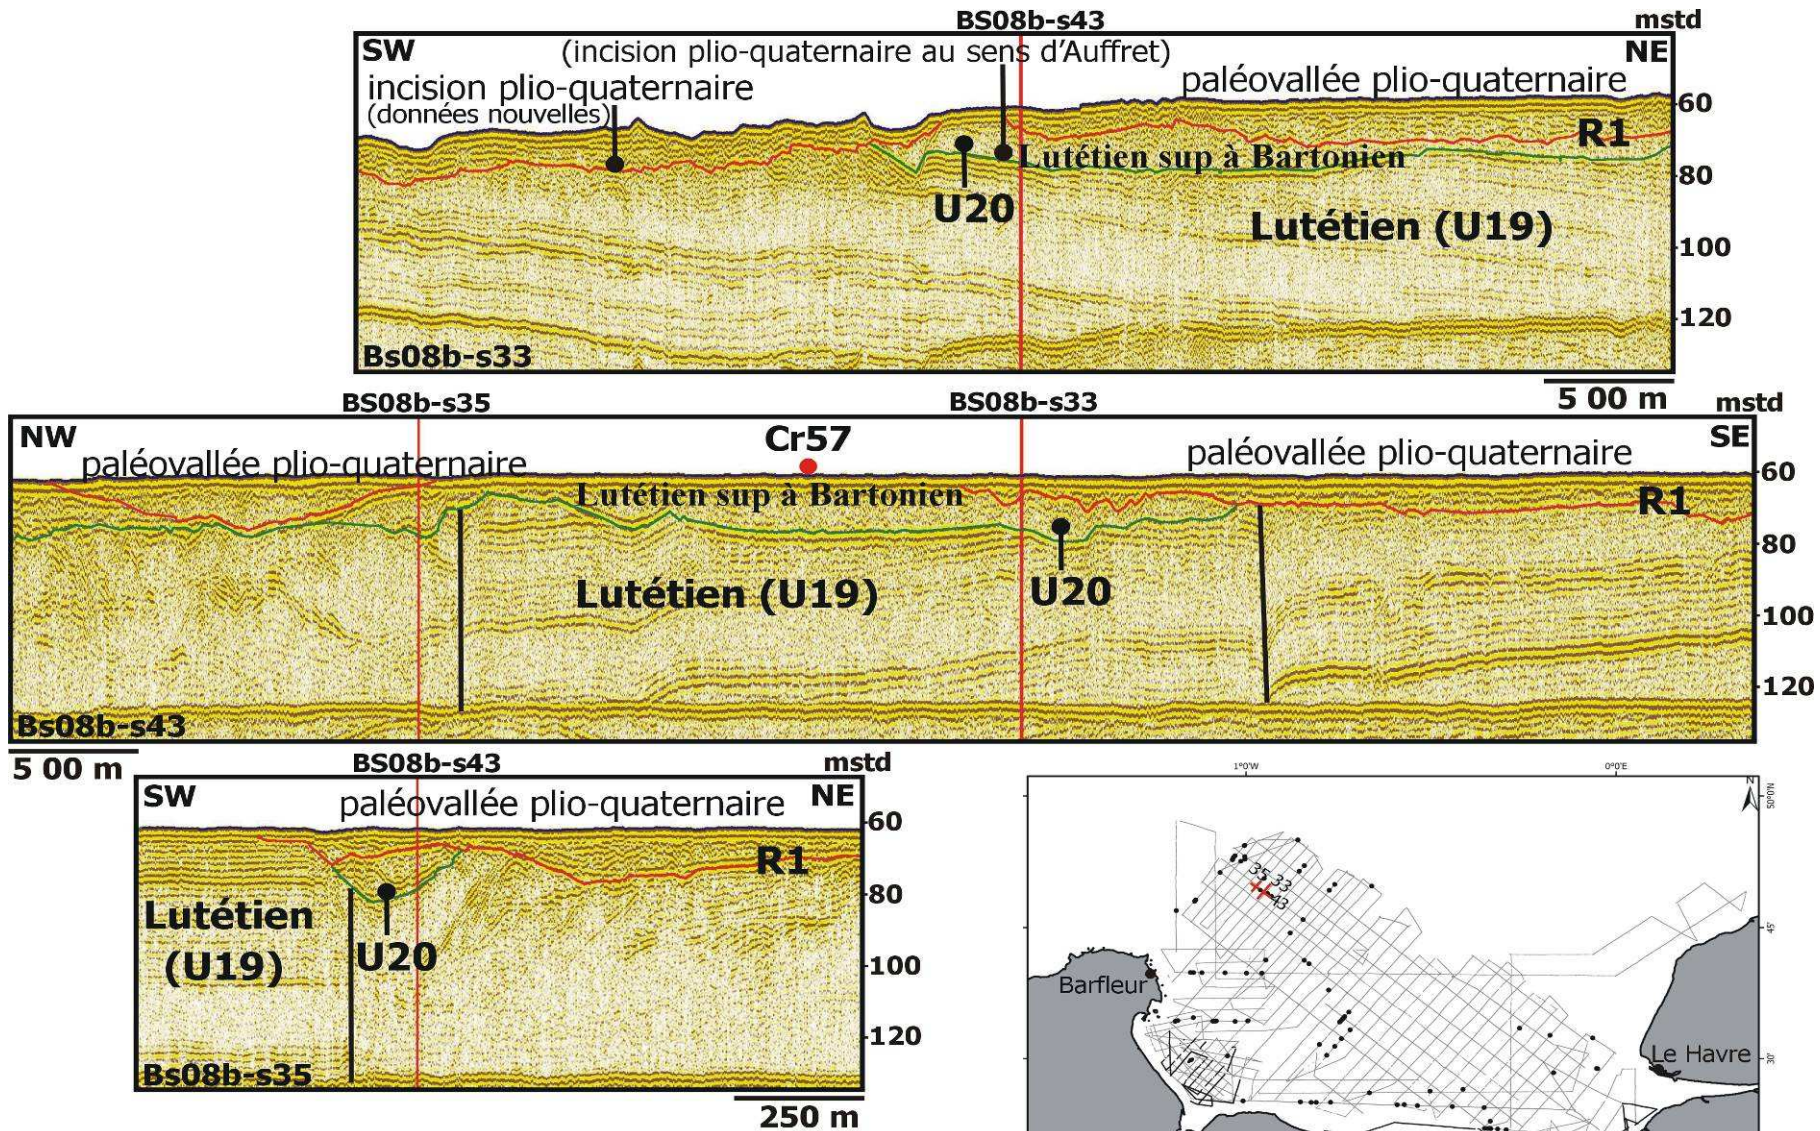 BS08b-s43
mstd
SW
(incision plio-quaternaire au sens d'Auffret)
NE
incision plio-quaternaire
(données nouvelles)
paléovallée plio-quaternaire
60
R1
Lutétien sup à Bartonien
80
U20
Lutétien (U19)
100
120
Bs08b-s33
5 00 m
BS08b-s35
BS08b-s33
mstd
NW
Cr57
SE
paléovallée plio-quaternaire
paléovallée plio-quaternaire
60
Lutétien sup à Bartonien
R1
80
Lutétien (U19)
U20
100
120
Bs08b-s43
5 00 m
BS08b-s43
mstd
SW
paléovallée plio-quaternaire
NE
60
R1
80
Lutétien
(U19)
U20
100
120
Bs08b-s35
250 m
1°0'W
0°0'E
N
50°0'N
35 33
43
45'
Barfleur
30'
Le Havre